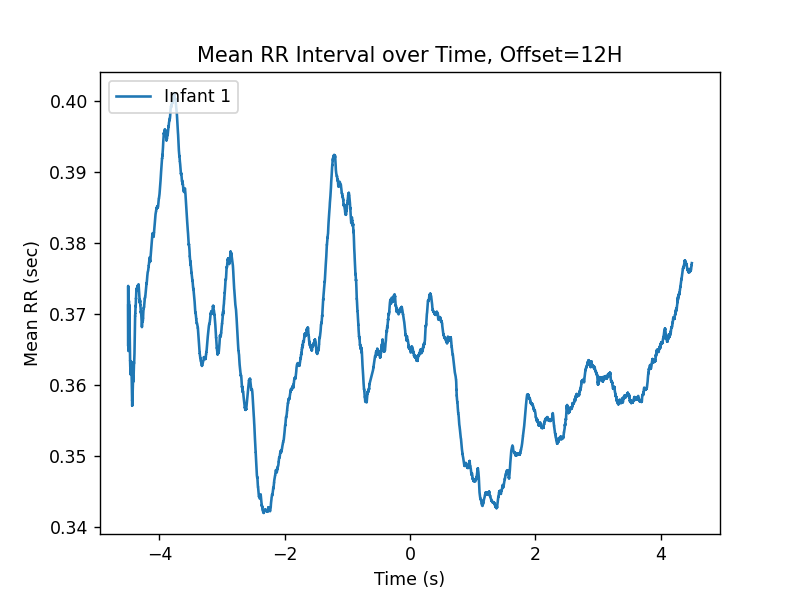 Mean RR Interval over Time, Offset=12H
Infant 1
0.40
0.39
0.38
0.37
0.36
0.35
0.34
Mean RR (sec)
−4 −2 0 2 4
Time (s)